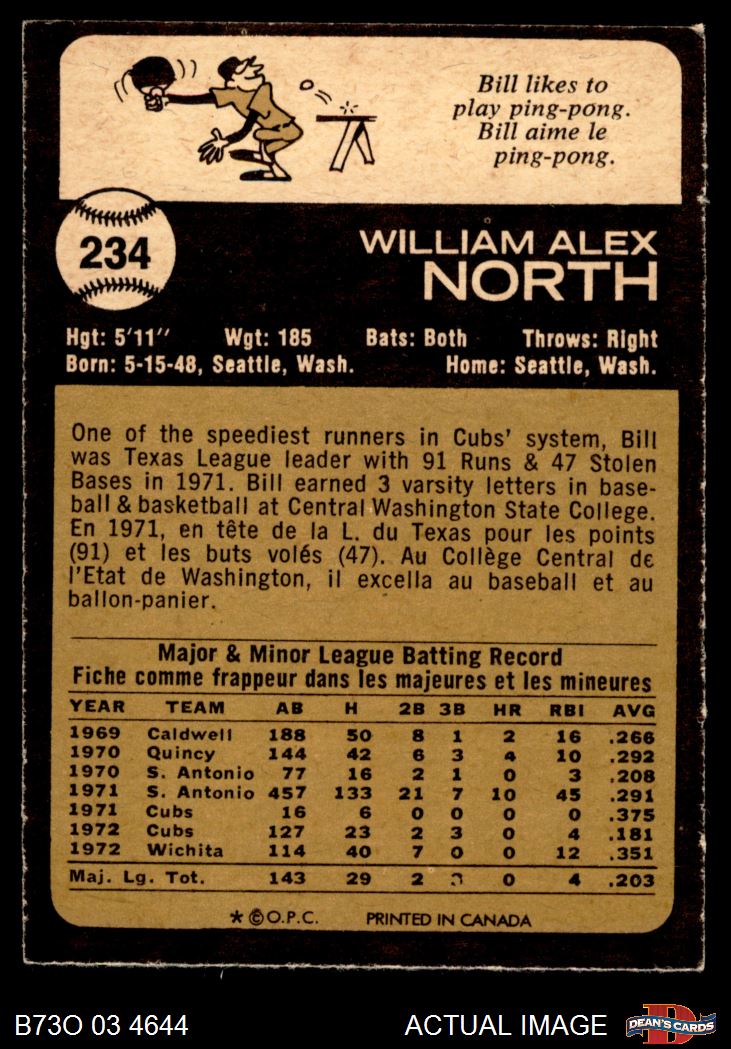 Bill likes to
play ping-pong.
Bill aime le
ping-pong.
234
WILLIAM ALEX
NORTH
Hgt: 5'11" Wgt: 185 Bats: Both Throws: Right
Born: 5-15-48, Seattle, Wash. Home: Seattle, Wash.
One of the speediest runners in Cubs' system, Bill
was Texas League leader with 91 Runs & 47 Stolen
Bases in 1971. Bill earned 3 varsity letters in base-
ball & basketball at Central Washington State College.
En 1971, en tête de la L. du Texas pour les points
(91) et les buts volés (47). Au Collège Central de
l'Etat de Washington, il excella au baseball et au
ballon-panier.
Major & Minor League Batting Record
Fiche comme frappeur dans les majeures et les mineures
YEAR TEAM AB H 2B 3B HR RBI AVG
1969 Caldwell 188 50 8 1 2 16 .266
1970 Quincy 144 42 6 3 4 10 .292
1970 S. Antonio 77 16 2 1 0 3 .208
1971 S. Antonio 457 133 21 7 10 45 .291
1971 Cubs 16 6 0 0 0 0 .375
1972 Cubs 127 23 2 3 0 4 .181
1972 Wichita 114 40 7 0 0 12 .351
Maj. Lg. Tot. 143 29 2 3 0 4 .203
* © O.P.C. PRINTED IN CANADA
B73O 03 4644 ACTUAL IMAGE D DEAN'S CARDS